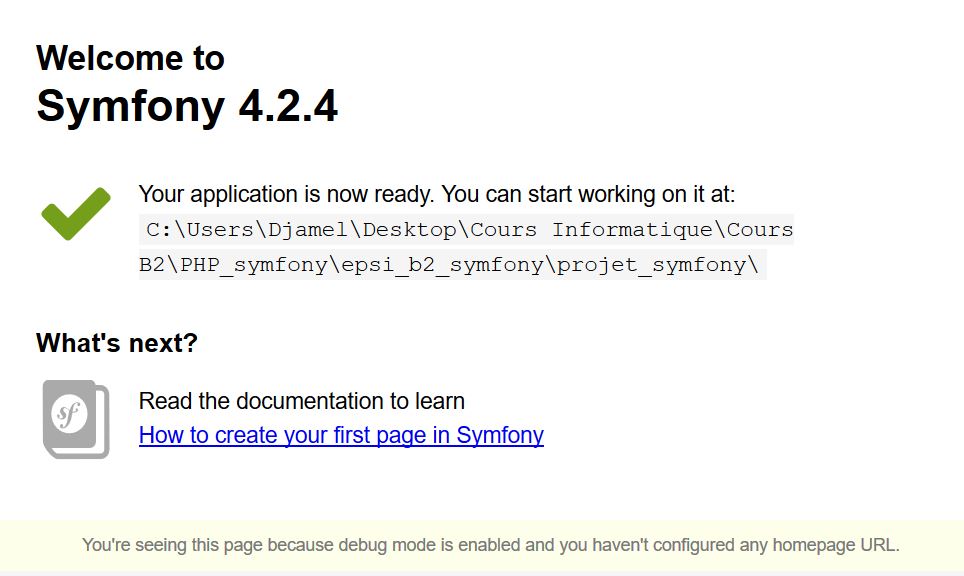 Welcome to
Symfony 4.2.4
Your application is now ready. You can start working on it at:
C:\Users\Djamel\Desktop\Cours Informatique\Cours
B2\PHP_symfony\epsi_b2_symfony\projet_symfony\
What's next?
sf
Read the documentation to learn
How to create your first page in Symfony
You're seeing this page because debug mode is enabled and you haven't configured any homepage URL.